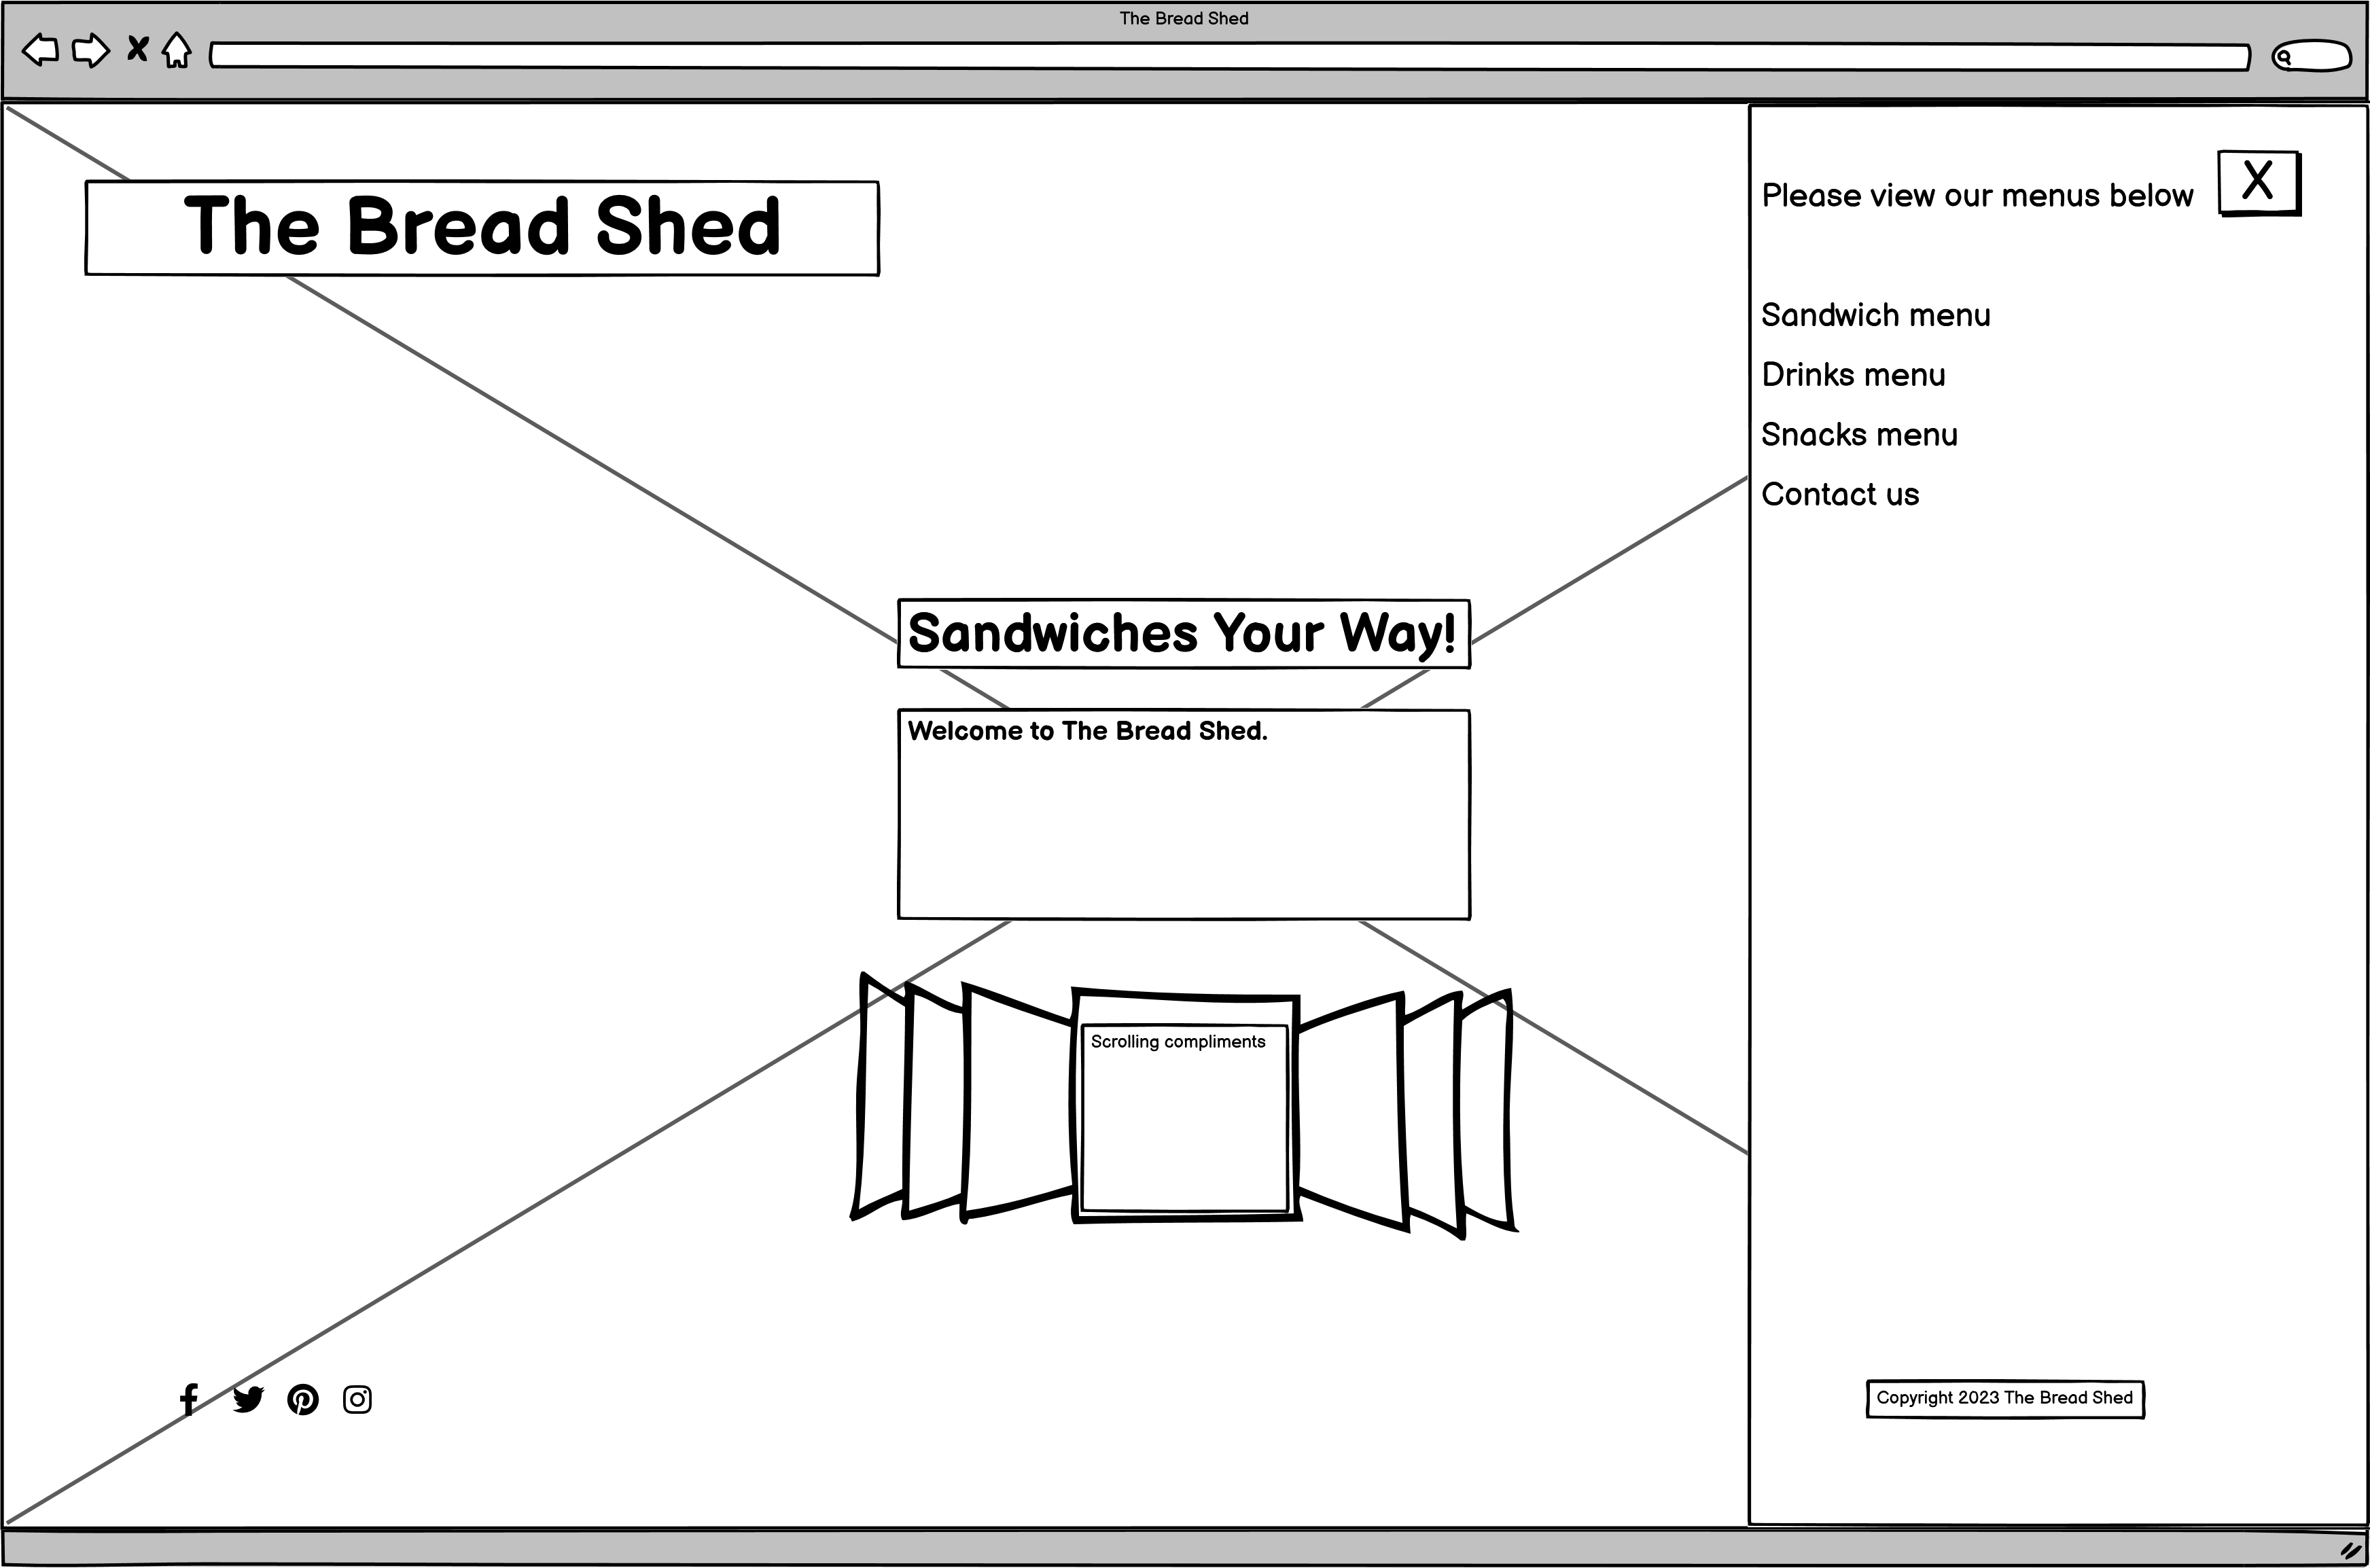 The Bread Shed
The Bread Shed
Please view our menus below
X
Sandwich menu
Drinks menu
Snacks menu
Contact us
Sandwiches Your Way!
Welcome to The Bread Shed.
Scrolling compliments
Copyright 2023 The Bread Shed